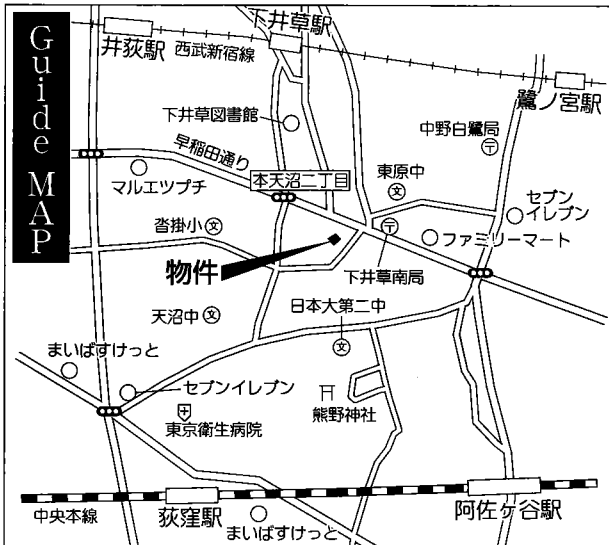 Guide MAP
下井草駅
井荻駅
西武新宿線
鷺ノ宮駅
下井草図書館
中野白鷺局
早稲田通り
マルエツプチ
本天沼二丁目
東原中
文
セブン
イレブン
沓掛小
文
ファミリーマート
物件
下井草南局
日本大第二中
文
天沼中
文
まいばすけっと
セブンイレブン
東京衛生病院
熊野神社
中央本線
荻窪駅
阿佐ヶ谷駅
まいばすけっと